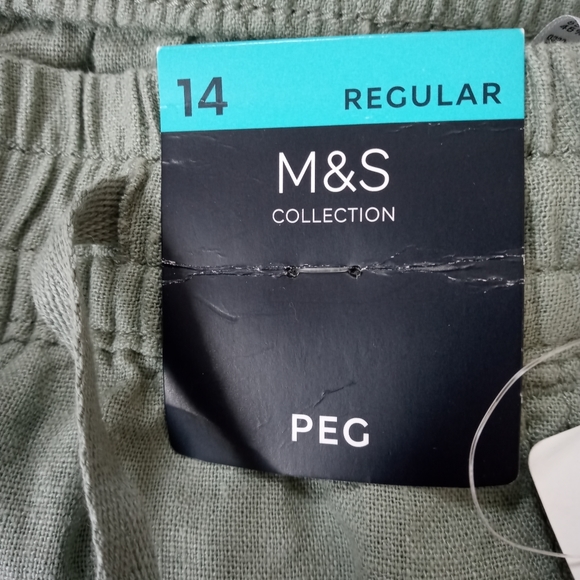 14 REGULAR
M&S
COLLECTION
PEG